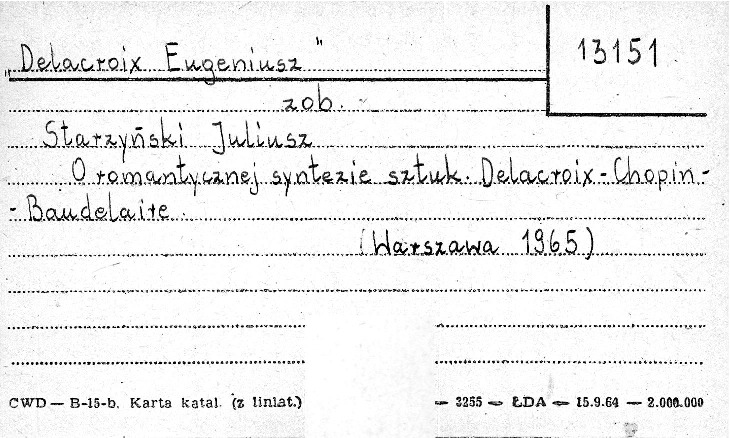 „Delacroix Eugeniusz"
13151
zob.
Starzyński Juliusz
O romantycznej syntezie sztuk. Delacroix - Chopin -
- Baudelaire.
(Warszawa 1965)
CWD — B-15-b. Karta katal. (z liniat.) — 3255 — ŁDA — 15.9.64 — 2.000.000